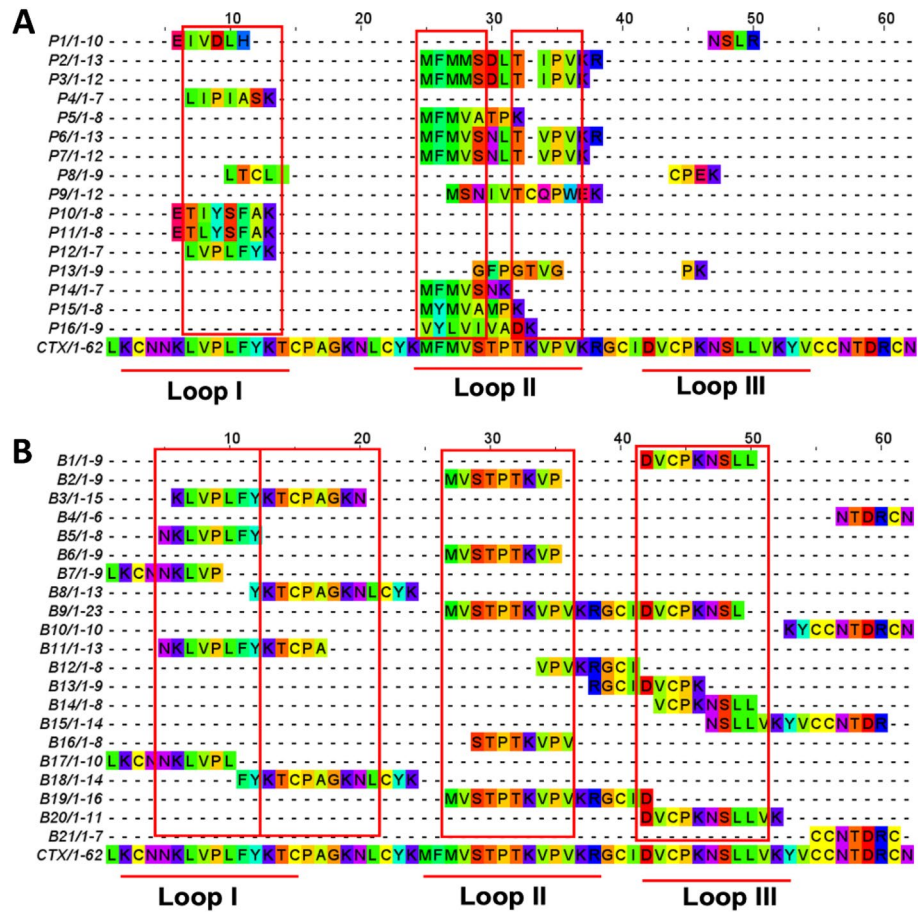 A
10 20 30 40 50 60
P1/1-10 EIVDLH NSLR
P2/1-13 MFMMSDLT-IPVKR
P3/1-12 MFMMSDLT-IPVK
P4/1-7 LIPIASK
P5/1-8 MFMVATPK
P6/1-13 MFMVSNLT-VPVKR
P7/1-12 MFMVSNLT-VPVK
P8/1-9 LTCL CPEK
P9/1-12 MSNIVTCQPWEK
P10/1-8 ETIYSFAK
P11/1-8 ETLYSFAK
P12/1-7 LVPLFYK
P13/1-9 GFPGTVG PK
P14/1-7 MFMVSNK
P15/1-8 MYMVAMPK
P16/1-9 VYLVIVADK
CTX/1-62 LKCNNKLVPLFYKTCPAGKNLCYKMFMVSTPTKVPVKRGCIDVCPKNSLLVKYVCCNTDRCN
Loop I Loop II Loop III
B
10 20 30 40 50 60
B1/1-9 DVCPKNSLL
B2/1-9 MVSTPTKVP
B3/1-15 KLVPLFYKTCPAGKN
B4/1-6 NTDRCN
B5/1-8 NKLVPLFY
B6/1-9 MVSTPTKVP
B7/1-9 LKCNNKLVP
B8/1-13 YKTCPAGKNLCYK
B9/1-23 MVSTPTKVPVKRGCIDVCPKNSL
B10/1-10 KYCCNTDRCN
B11/1-13 NKLVPLFYKTCPA
B12/1-8 VPVKRGCI
B13/1-9 RGCIDVCPK
B14/1-8 VCPKNSLL
B15/1-14 NSLLVKYVCCNTDR
B16/1-8 STPTKVPV
B17/1-10 LKCNNKLVPL
B18/1-14 FYKTCPAGKNLCYK
B19/1-16 MVSTPTKVPVKRGCID
B20/1-11 DVCPKNSLLVK
B21/1-7 CCNTDRC
CTX/1-62 LKCNNKLVPLFYKTCPAGKNLCYKMFMVSTPTKVPVKRGCIDVCPKNSLLVKYVCCNTDRCN
Loop I Loop II Loop III